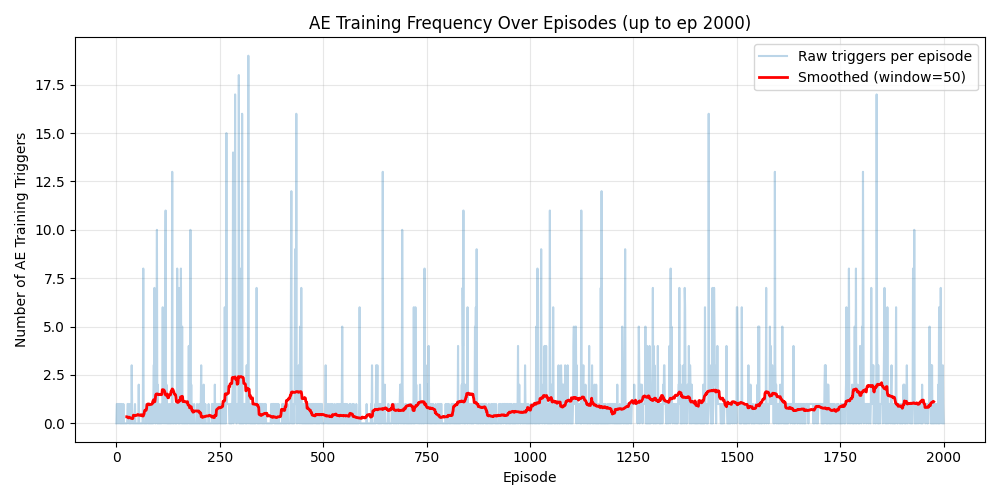 AE Training Frequency Over Episodes (up to ep 2000)
Raw triggers per episode
Smoothed (window=50)
Number of AE Training Triggers
17.5
15.0
12.5
10.0
7.5
5.0
2.5
0.0
0 250 500 750 1000 1250 1500 1750 2000
Episode